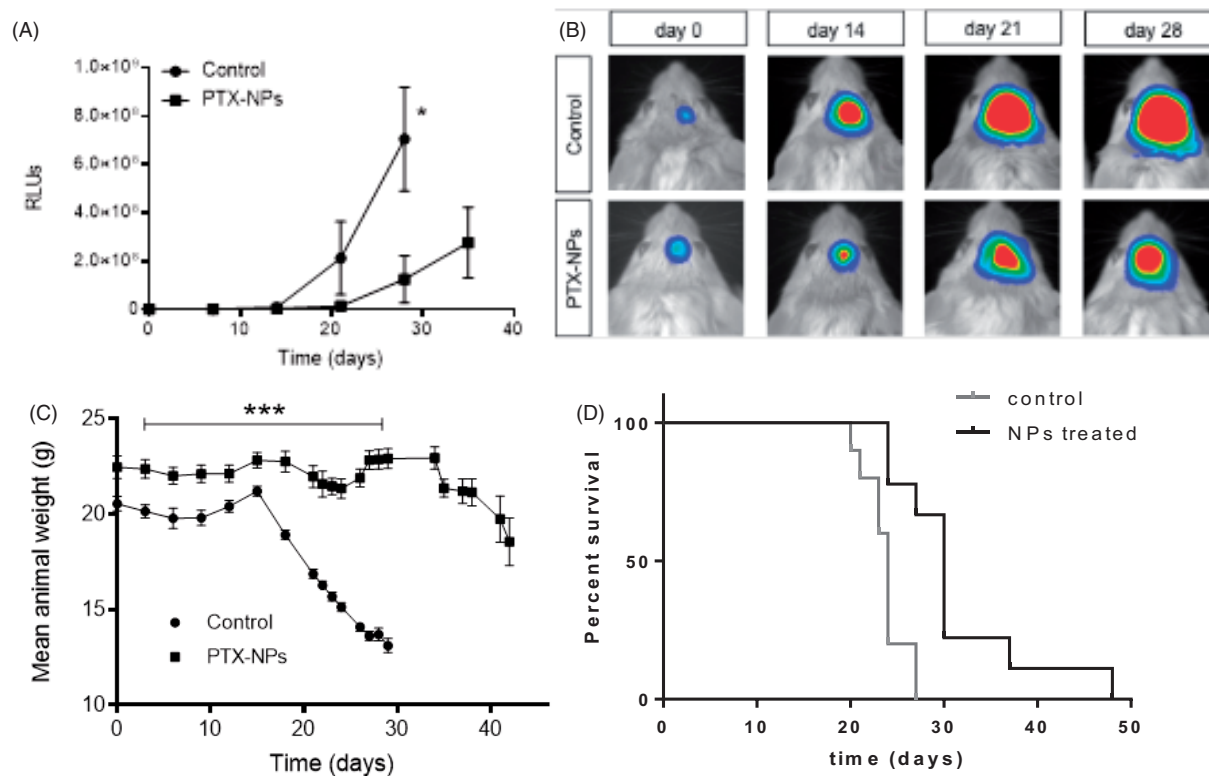 (A)
1.0×10⁹
8.0×10⁸
6.0×10⁸
4.0×10⁸
2.0×10⁸
0
RLUs
Control
PTX-NPs
*
0 10 20 30 40
Time (days)
(B)
day 0 day 14 day 21 day 28
Control
PTX-NPs
(C)
25
20
15
10
Mean animal weight (g)
***
Control
PTX-NPs
0 10 20 30 40
Time (days)
(D)
control
NPs treated
100
50
0
Percent survival
0 10 20 30 40 50
time (days)